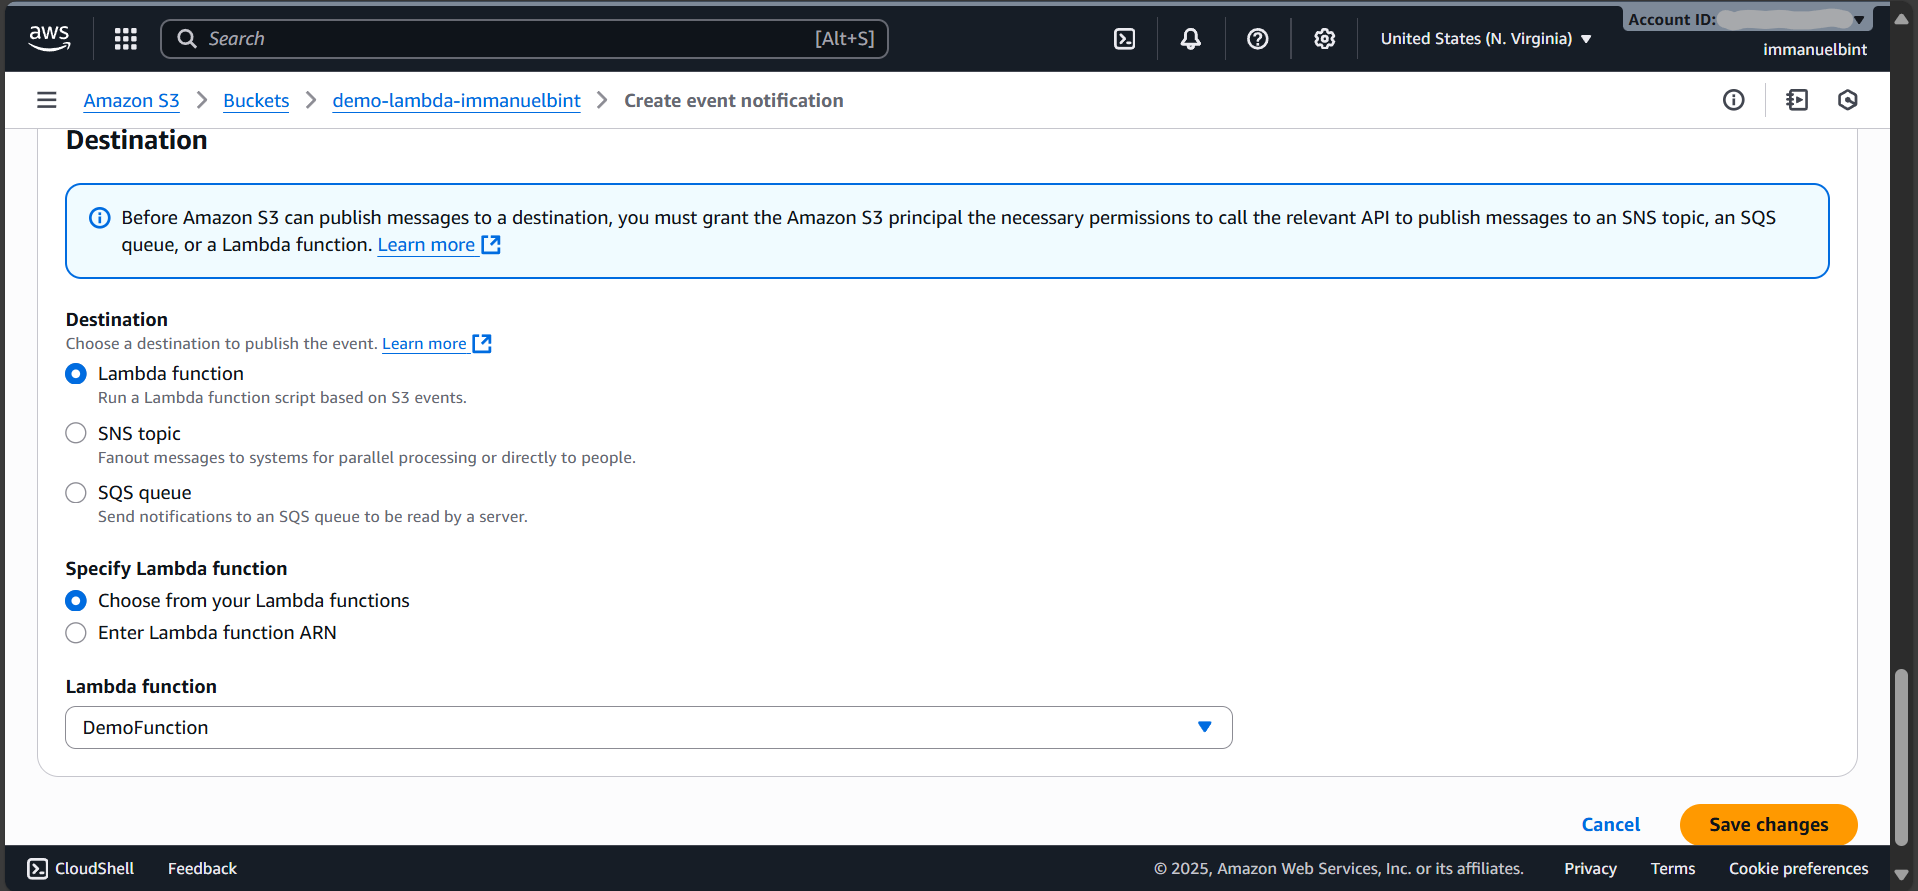 aws
Search [Alt+S]
United States (N. Virginia)
Account ID:
immanuelbint
Amazon S3 > Buckets > demo-lambda-immanuelbint > Create event notification
Destination
Before Amazon S3 can publish messages to a destination, you must grant the Amazon S3 principal the necessary permissions to call the relevant API to publish messages to an SNS topic, an SQS
queue, or a Lambda function. Learn more
Destination
Choose a destination to publish the event. Learn more
Lambda function
Run a Lambda function script based on S3 events.
SNS topic
Fanout messages to systems for parallel processing or directly to people.
SQS queue
Send notifications to an SQS queue to be read by a server.
Specify Lambda function
Choose from your Lambda functions
Enter Lambda function ARN
Lambda function
DemoFunction
Cancel
Save changes
CloudShell Feedback © 2025, Amazon Web Services, Inc. or its affiliates. Privacy Terms Cookie preferences